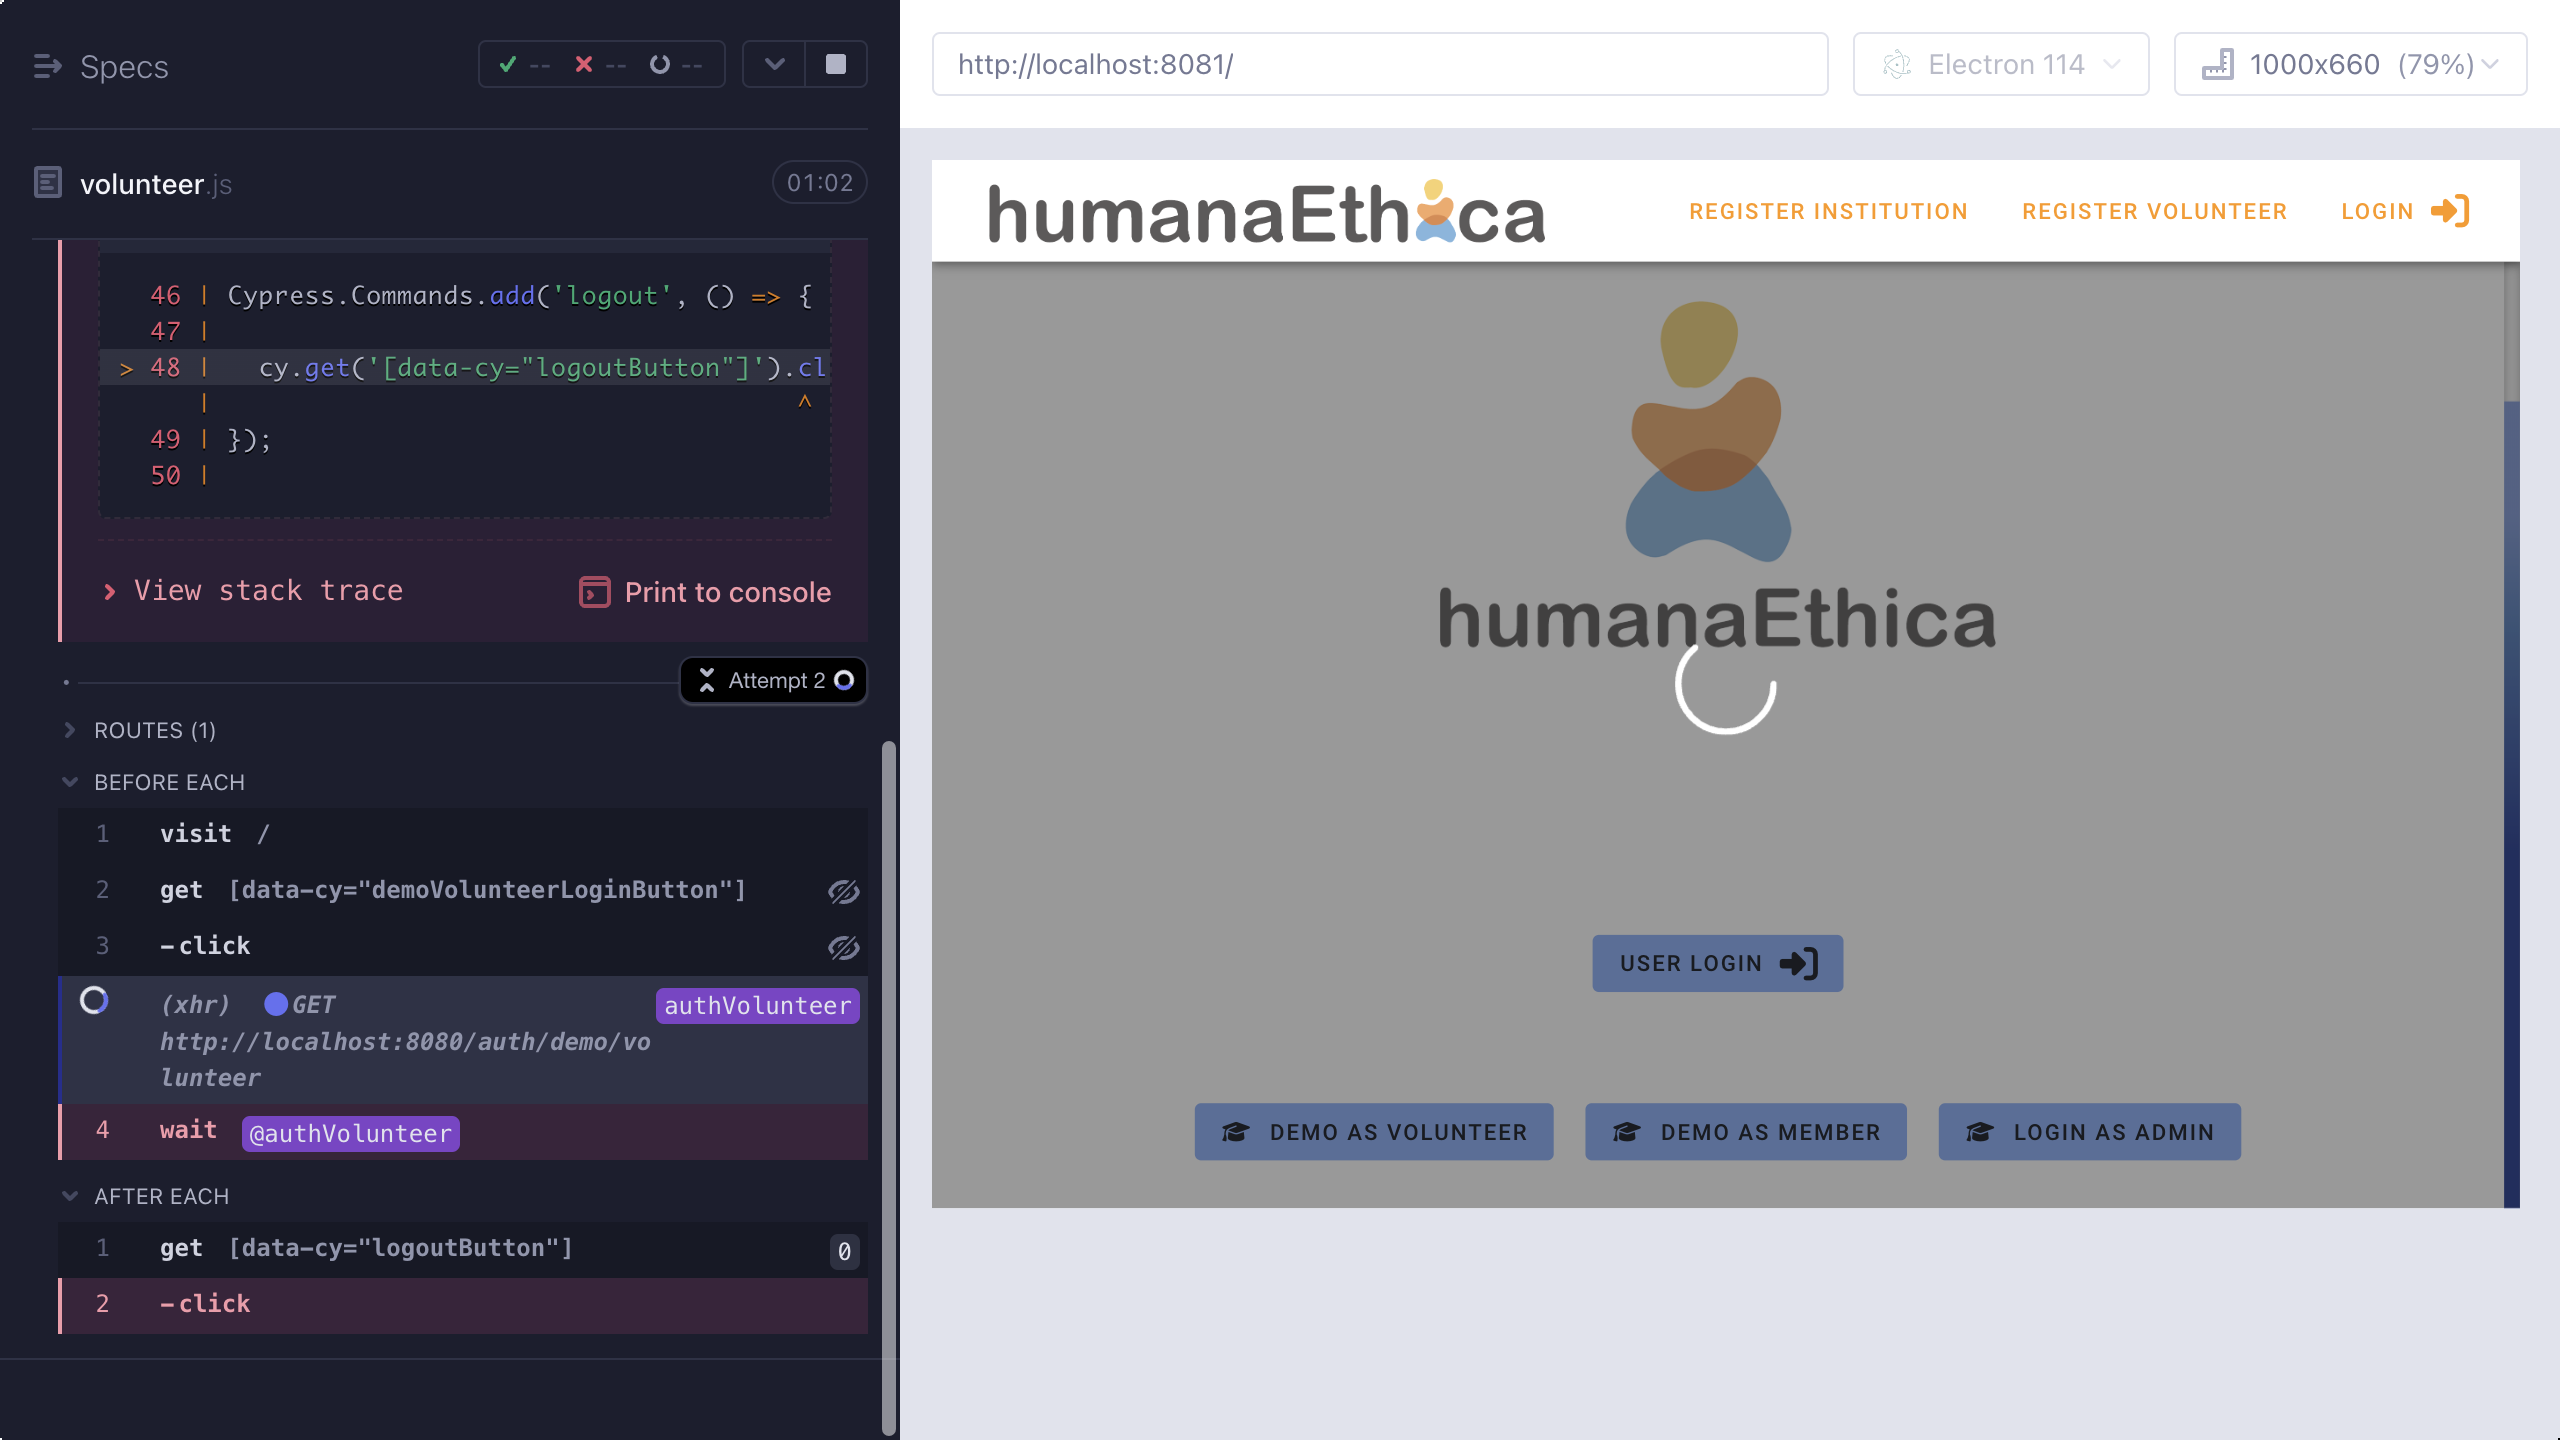 Specs
-- -- --
volunteer.js
01:02
46 | Cypress.Commands.add('logout', () => {
47 |
> 48 |   cy.get('[data-cy="logoutButton"]').cl
| ^
49 | });
50 |
View stack trace
Print to console
Attempt 2
ROUTES (1)
BEFORE EACH
1 visit /
2 get [data-cy="demoVolunteerLoginButton"]
3 -click
(xhr) GET authVolunteer
http://localhost:8080/auth/demo/vo
lunteer
4 wait @authVolunteer
AFTER EACH
1 get [data-cy="logoutButton"] 0
2 -click
http://localhost:8081/
Electron 114
1000x660 (79%)
humanaEthica
REGISTER INSTITUTION
REGISTER VOLUNTEER
LOGIN
humanaEthica
USER LOGIN
DEMO AS VOLUNTEER
DEMO AS MEMBER
LOGIN AS ADMIN